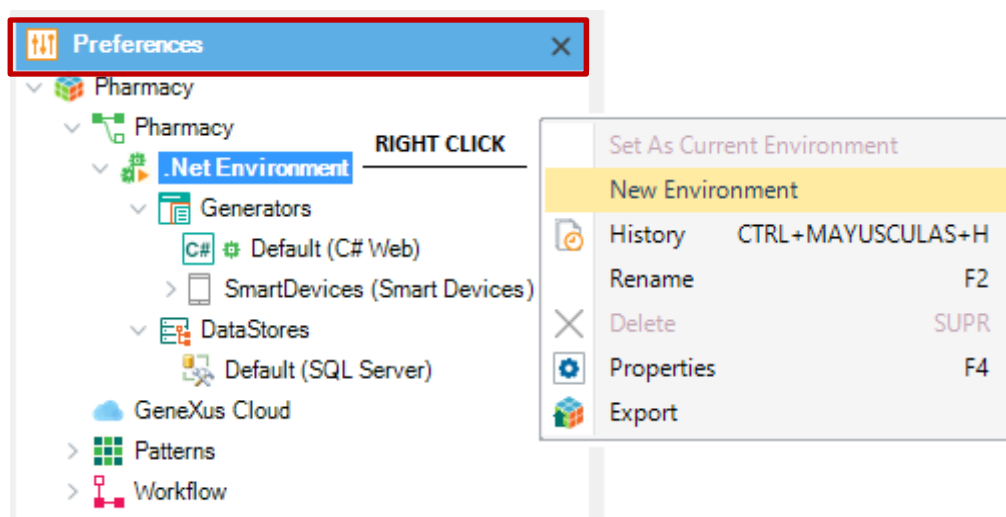 Preferences
Pharmacy
Pharmacy
.Net Environment
RIGHT CLICK
Generators
C# Default (C# Web)
SmartDevices (Smart Devices)
DataStores
Default (SQL Server)
GeneXus Cloud
Patterns
Workflow
Set As Current Environment
New Environment
History CTRL+MAYUSCULAS+H
Rename F2
Delete SUPR
Properties F4
Export